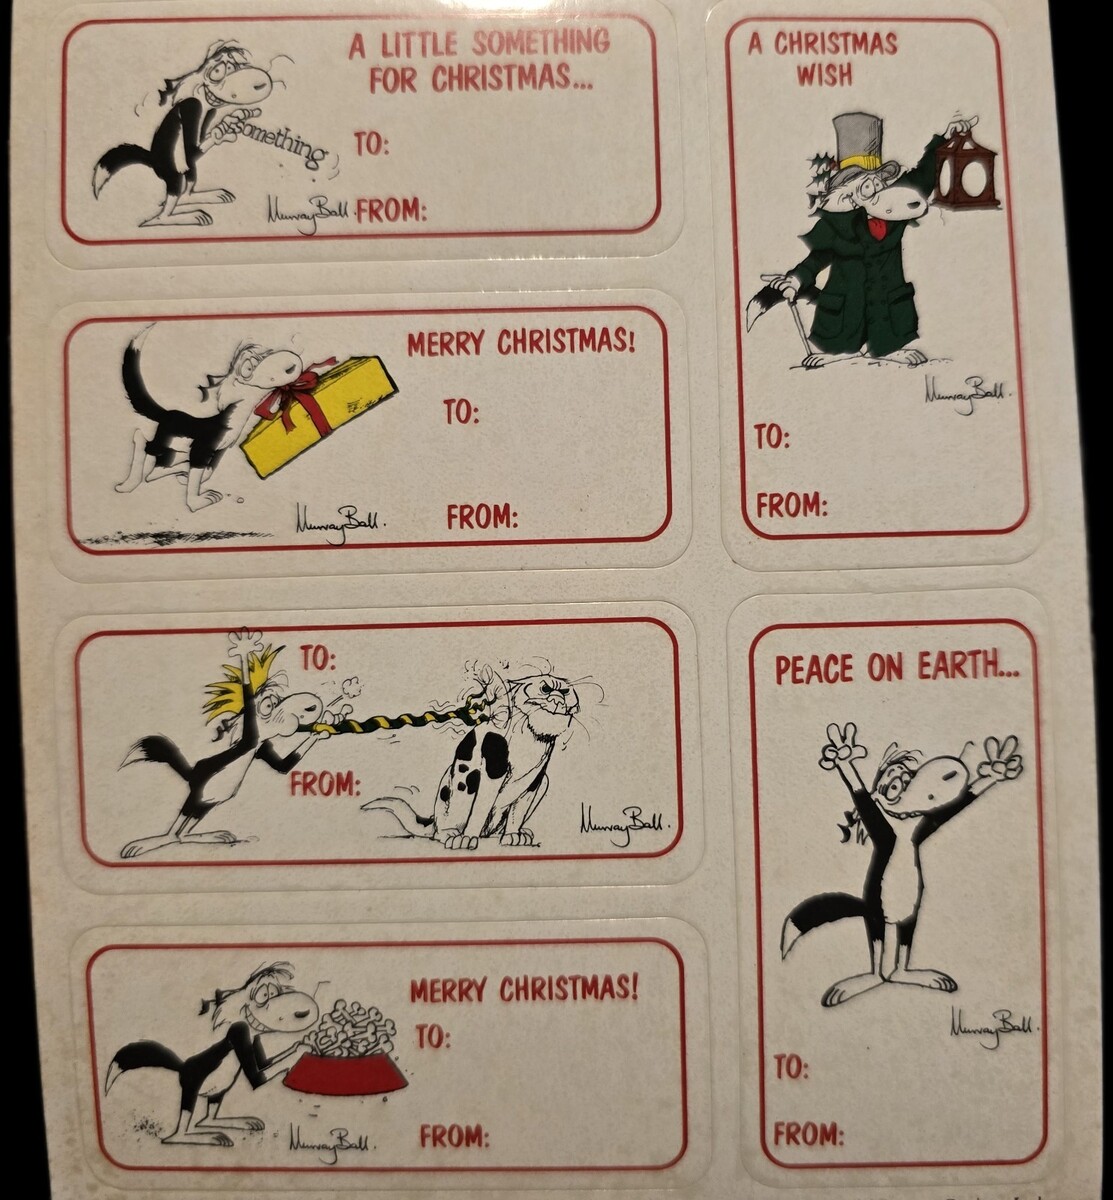 A LITTLE SOMETHING
FOR CHRISTMAS...
something
TO:
Murray Ball.
FROM:
MERRY CHRISTMAS!
TO:
Murray Ball.
FROM:
TO:
FROM:
Murray Ball.
MERRY CHRISTMAS!
TO:
Murray Ball.
FROM:
A CHRISTMAS
WISH
Murray Ball.
TO:
FROM:
PEACE ON EARTH...
Murray Ball.
TO:
FROM: